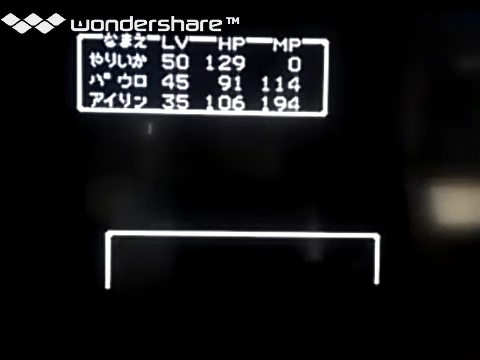 wondershare™
なまえ LV HP MP
やりいか 50 129 0
パウロ 45 91 114
アイリン 35 106 194